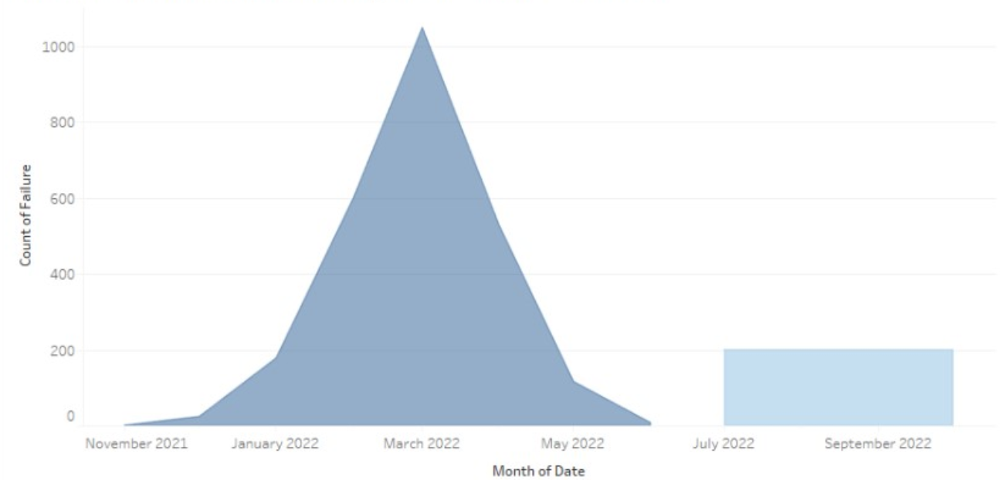 1000
800
600
400
200
0
Count of Failure
November 2021 January 2022 March 2022 May 2022 July 2022 September 2022
Month of Date